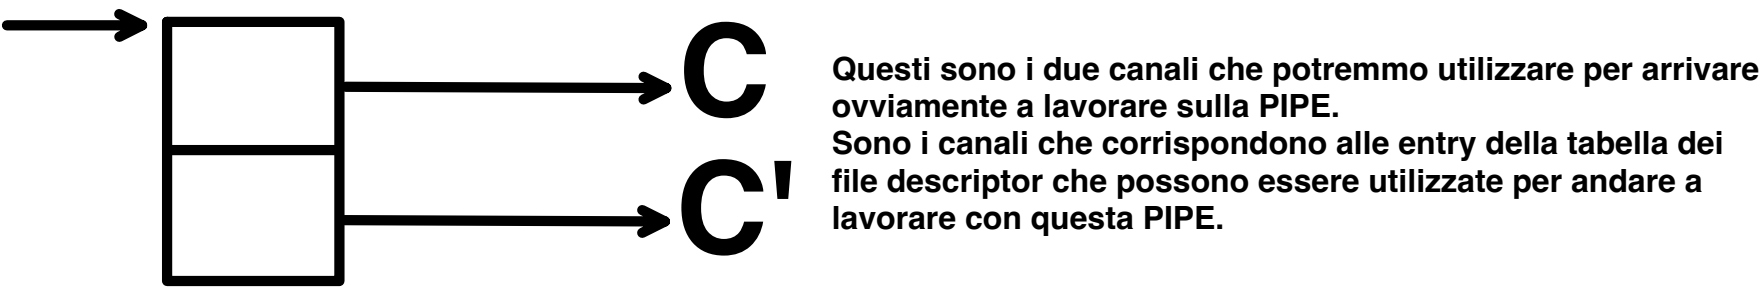 C
C'
Questi sono i due canali che potremmo utilizzare per arrivare
ovviamente a lavorare sulla PIPE.
Sono i canali che corrispondono alle entry della tabella dei
file descriptor che possono essere utilizzate per andare a
lavorare con questa PIPE.